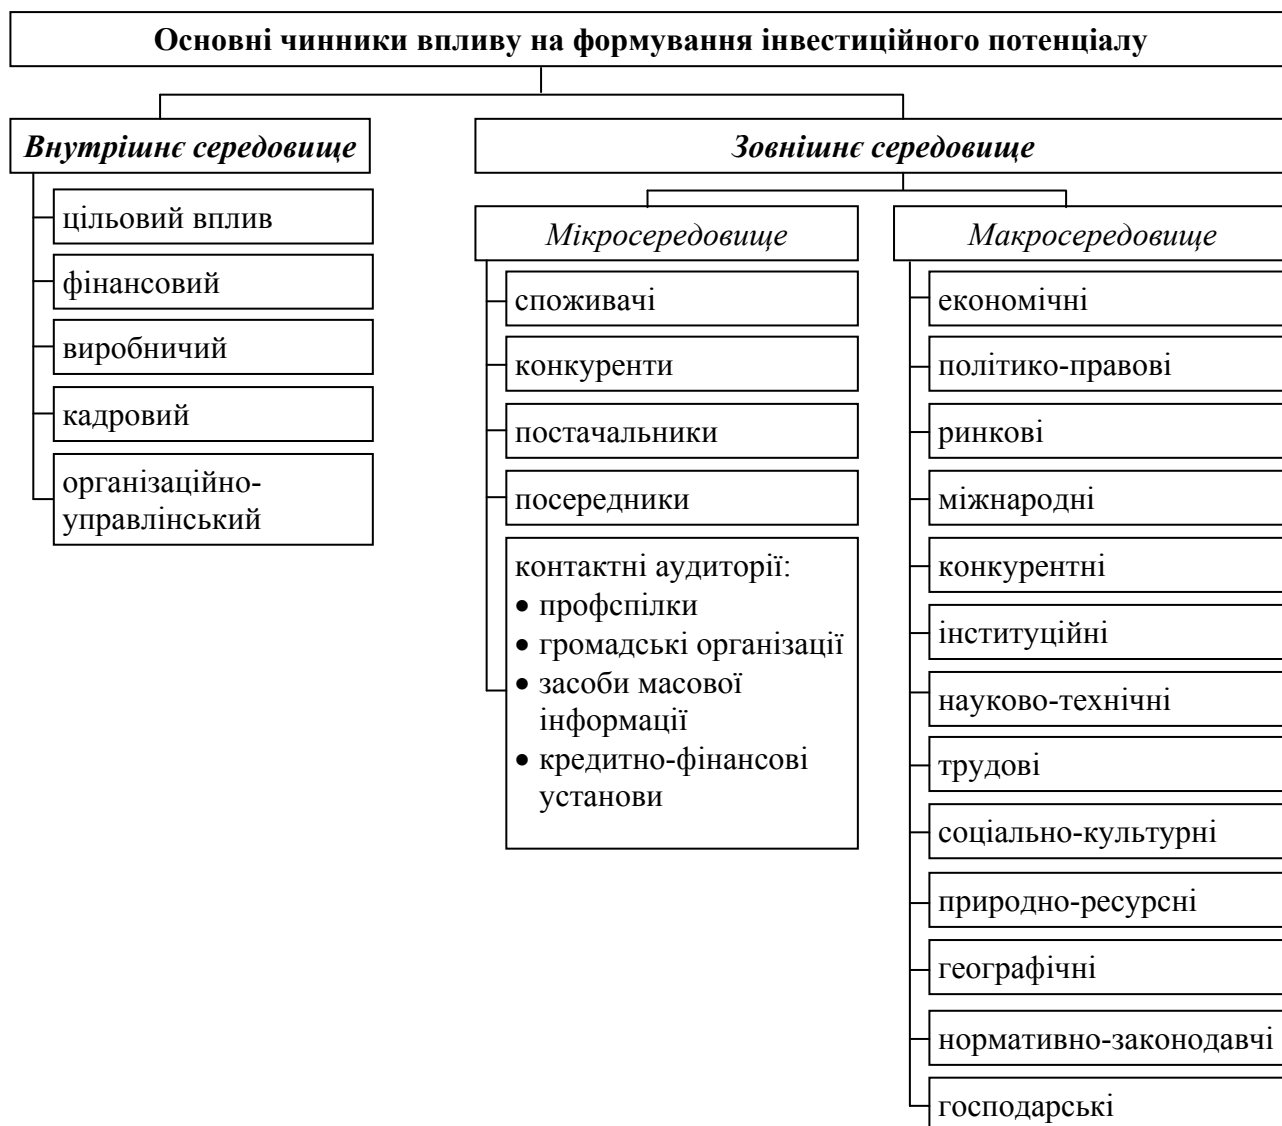 Основні чинники впливу на формування інвестиційного потенціалу
Внутрішнє середовище
цільовий вплив
фінансовий
виробничий
кадровий
організаційно-
управлінський
Зовнішнє середовище
Мікросередовище
споживачі
конкуренти
постачальники
посередники
контактні аудиторії:
• профспілки
• громадські організації
• засоби масової
інформації
• кредитно-фінансові
установи
Макросередовище
економічні
політико-правові
ринкові
міжнародні
конкурентні
інституційні
науково-технічні
трудові
соціально-культурні
природно-ресурсні
географічні
нормативно-законодавчі
господарські